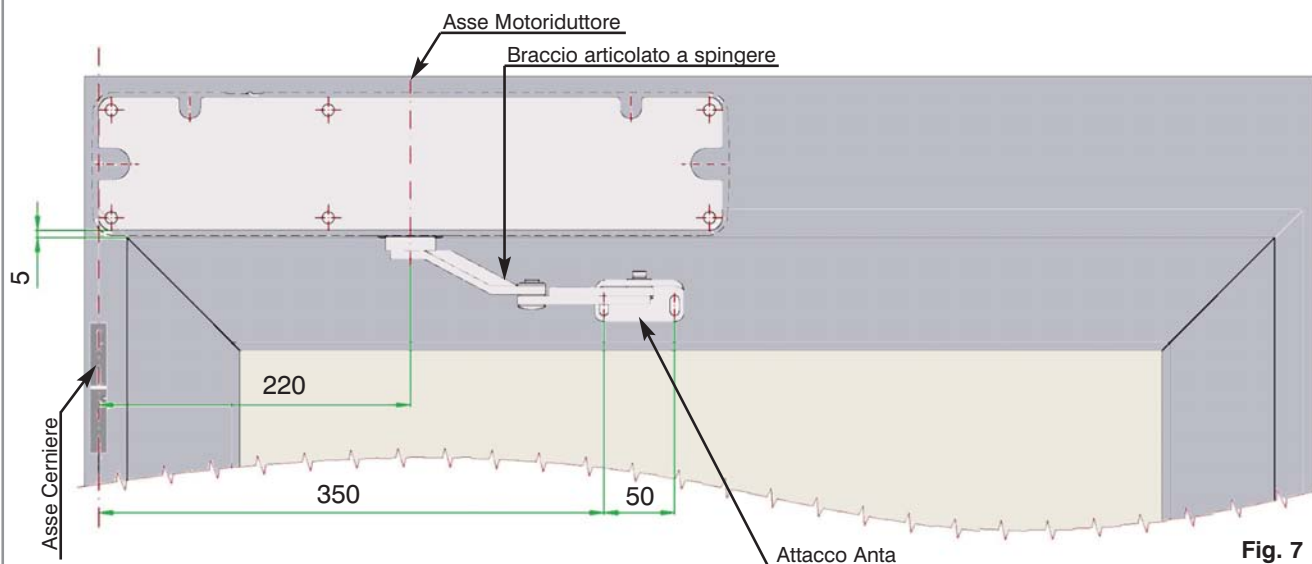 Asse Motoriduttore
Braccio articolato a spingere
5
220
Asse Cerniere
350
50
Attacco Anta
Fig. 7